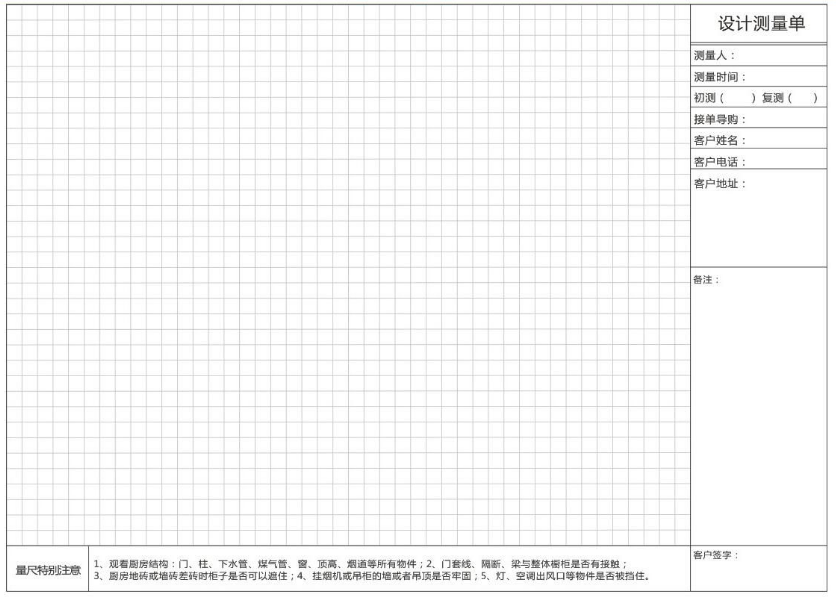 设计测量单
测量人：
测量时间：
初测（　　）复测（　　）
接单导购：
客户姓名：
客户电话：
客户地址：
备注：
客户签字：
量尺特别注意
1、观看厨房结构：门、柱、下水管、煤气管、窗、顶高、烟道等所有物件；2、门套线、隔断、梁与整体橱柜是否有接触；
3、厨房地砖或墙砖差砖时柜子是否可以遮住；4、挂烟机或吊柜的墙或者吊顶是否牢固；5、灯、空调出风口等物件是否被挡住。